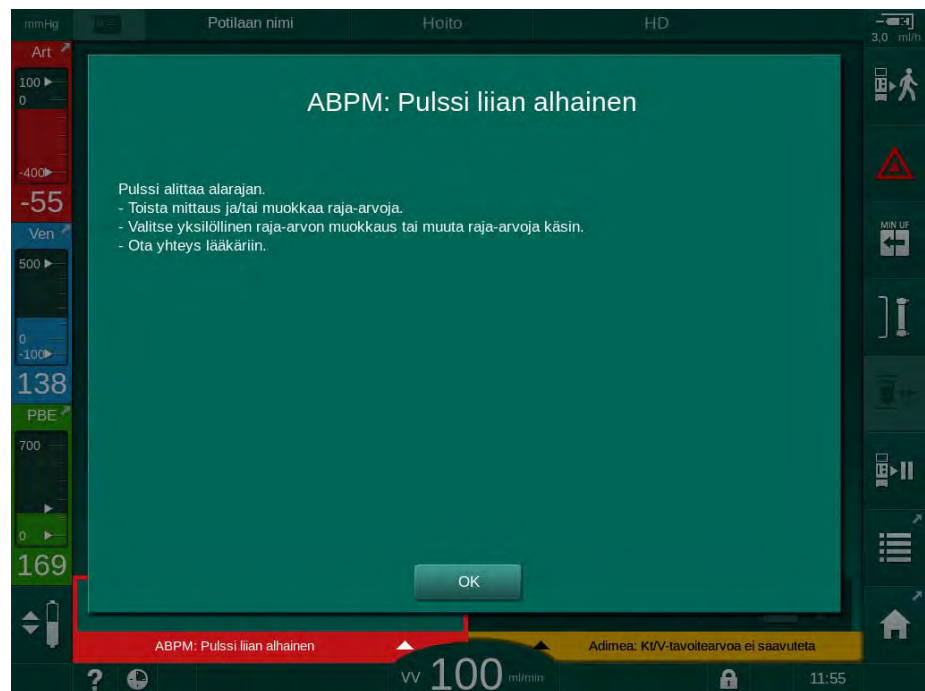 mmHg Potilaan nimi Hoito HD
3,0 ml/h
Art
100
0
-400
-55
Ven
500
0
-100
138
PBE
700
0
169
ABPM: Pulssi liian alhainen
Pulssi alittaa alarajan.
- Toista mittaus ja/tai muokkaa raja-arvoja.
- Valitse yksilöllinen raja-arvon muokkaus tai muuta raja-arvoja käsin.
- Ota yhteys lääkäriin.
OK
MIN UF
ABPM: Pulssi liian alhainen
Adimea: Kt/V-tavoitearvoa ei saavuteta
? VV 100 ml/min 11:55